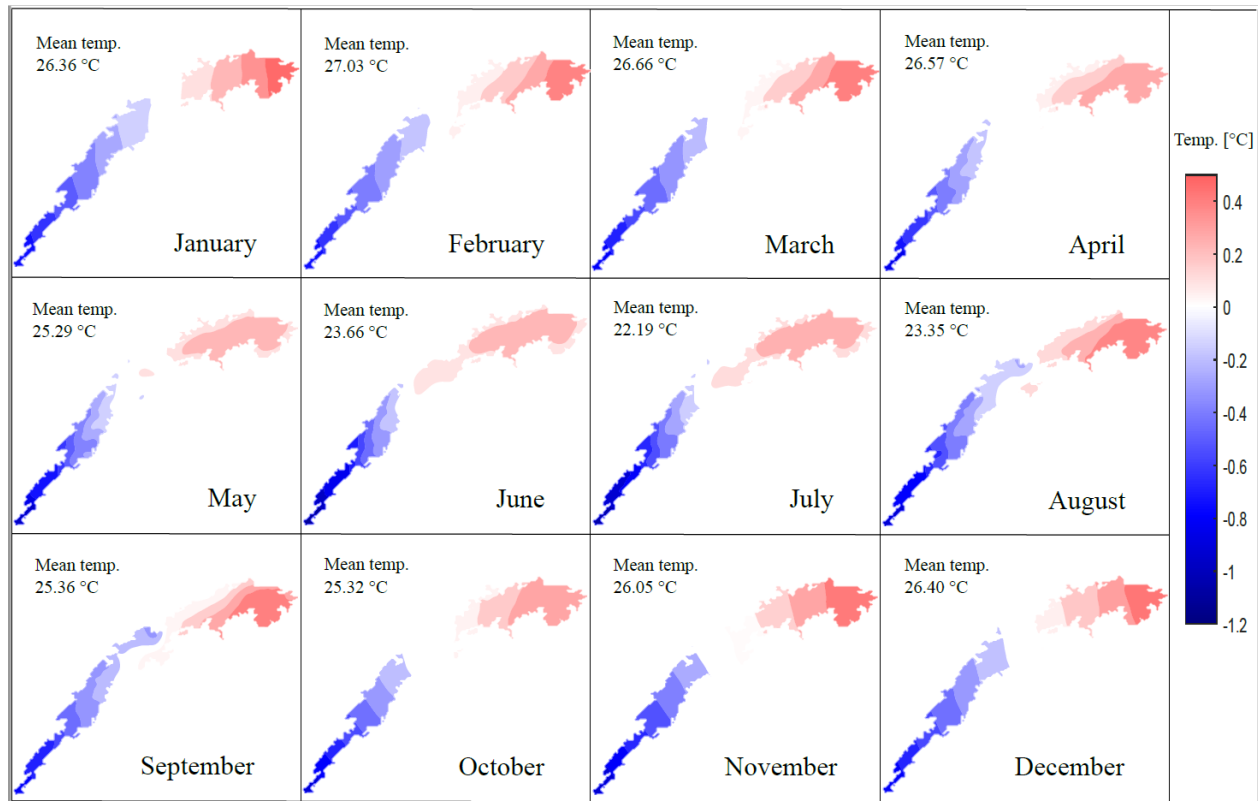 Mean temp.
26.36 °C
January
Mean temp.
27.03 °C
February
Mean temp.
26.66 °C
March
Mean temp.
26.57 °C
April
Temp. [°C]
0.4
0.2
0
-0.2
-0.4
-0.6
-0.8
-1
-1.2
Mean temp.
25.29 °C
May
Mean temp.
23.66 °C
June
Mean temp.
22.19 °C
July
Mean temp.
23.35 °C
August
Mean temp.
25.36 °C
September
Mean temp.
25.32 °C
October
Mean temp.
26.05 °C
November
Mean temp.
26.40 °C
December